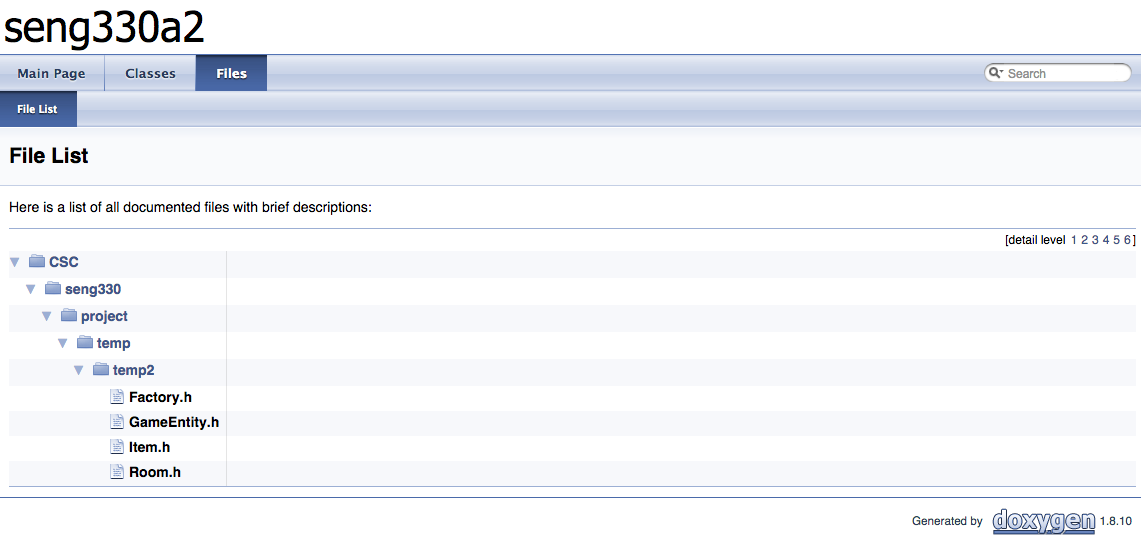 seng330a2
Main Page Classes Files Search
File List
File List
Here is a list of all documented files with brief descriptions:
[detail level 1 2 3 4 5 6]
CSC
seng330
project
temp
temp2
Factory.h
GameEntity.h
Item.h
Room.h
Generated by doxygen 1.8.10